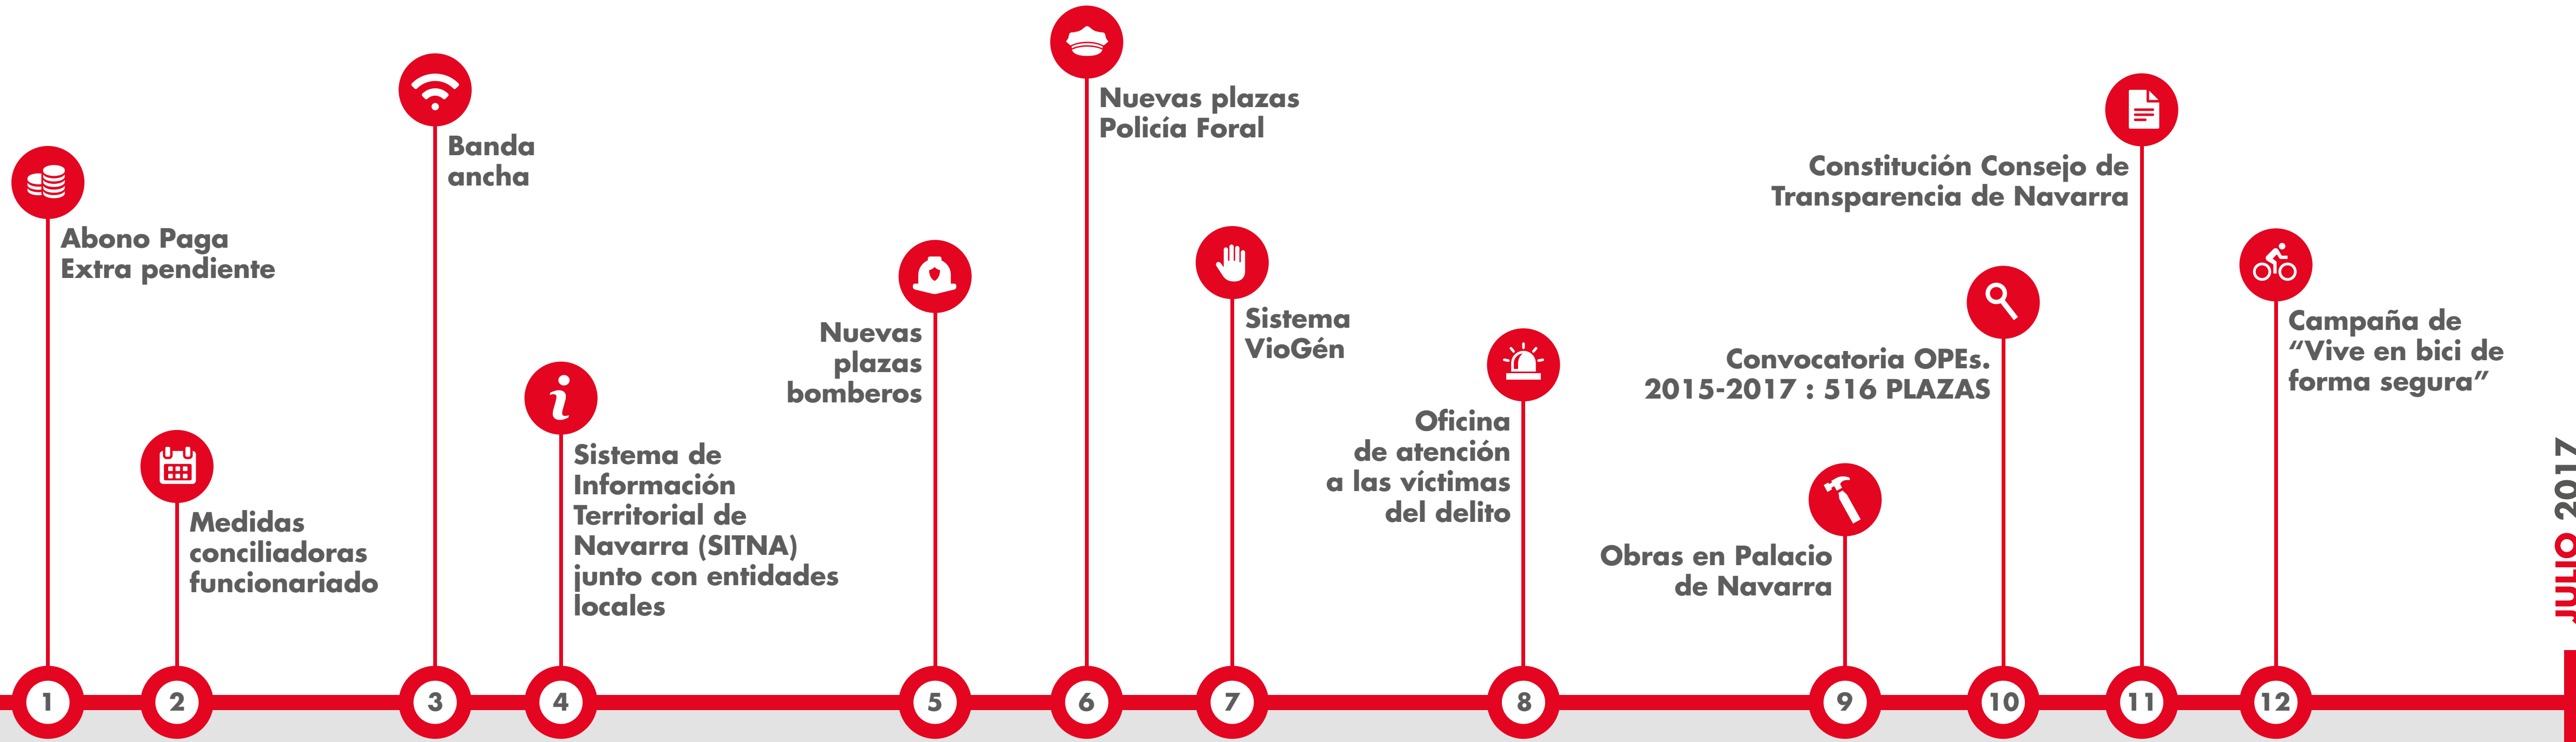 Abono Paga
Extra pendiente
Medidas
conciliadoras
funcionariado
Banda
ancha
Sistema de
Información
Territorial de
Navarra (SITNA)
junto con entidades
locales
Nuevas
plazas
bomberos
Nuevas plazas
Policía Foral
Sistema
VioGén
Oficina
de atención
a las víctimas
del delito
Obras en Palacio
de Navarra
Convocatoria OPEs.
2015-2017 : 516 PLAZAS
Constitución Consejo de
Transparencia de Navarra
Campaña de
“Vive en bici de
forma segura”
JULIO 2017
1
2
3
4
5
6
7
8
9
10
11
12